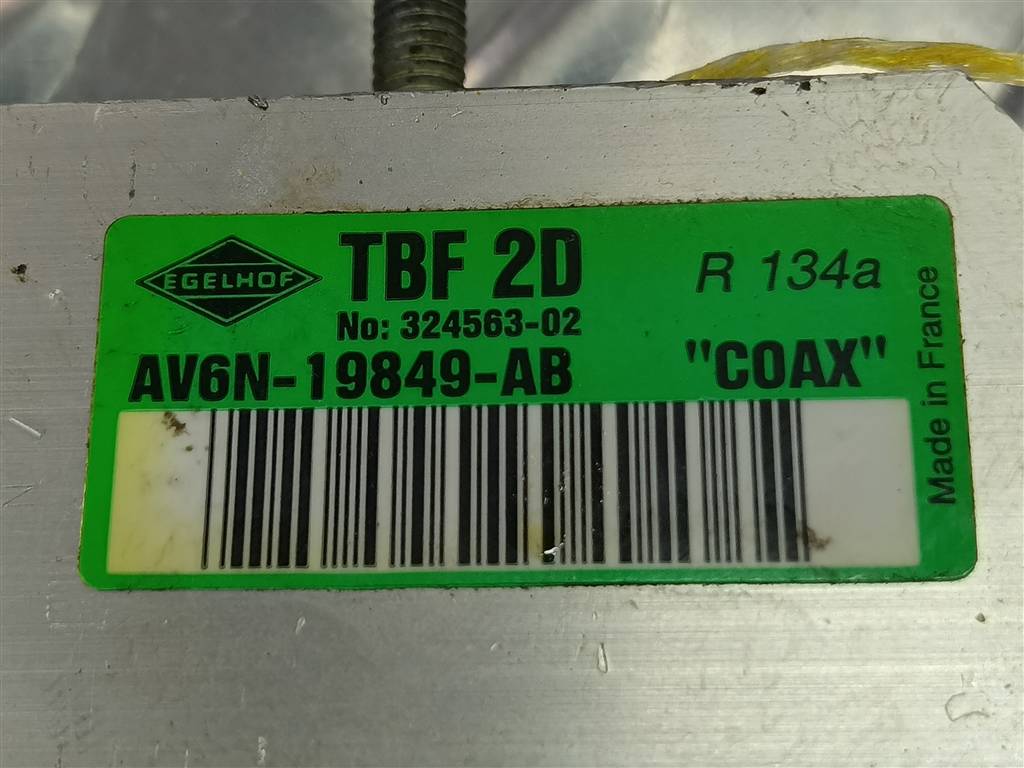 EGELHOF
TBF 2D
R 134a
No: 324563-02
AV6N-19849-AB
"COAX"
Made in France